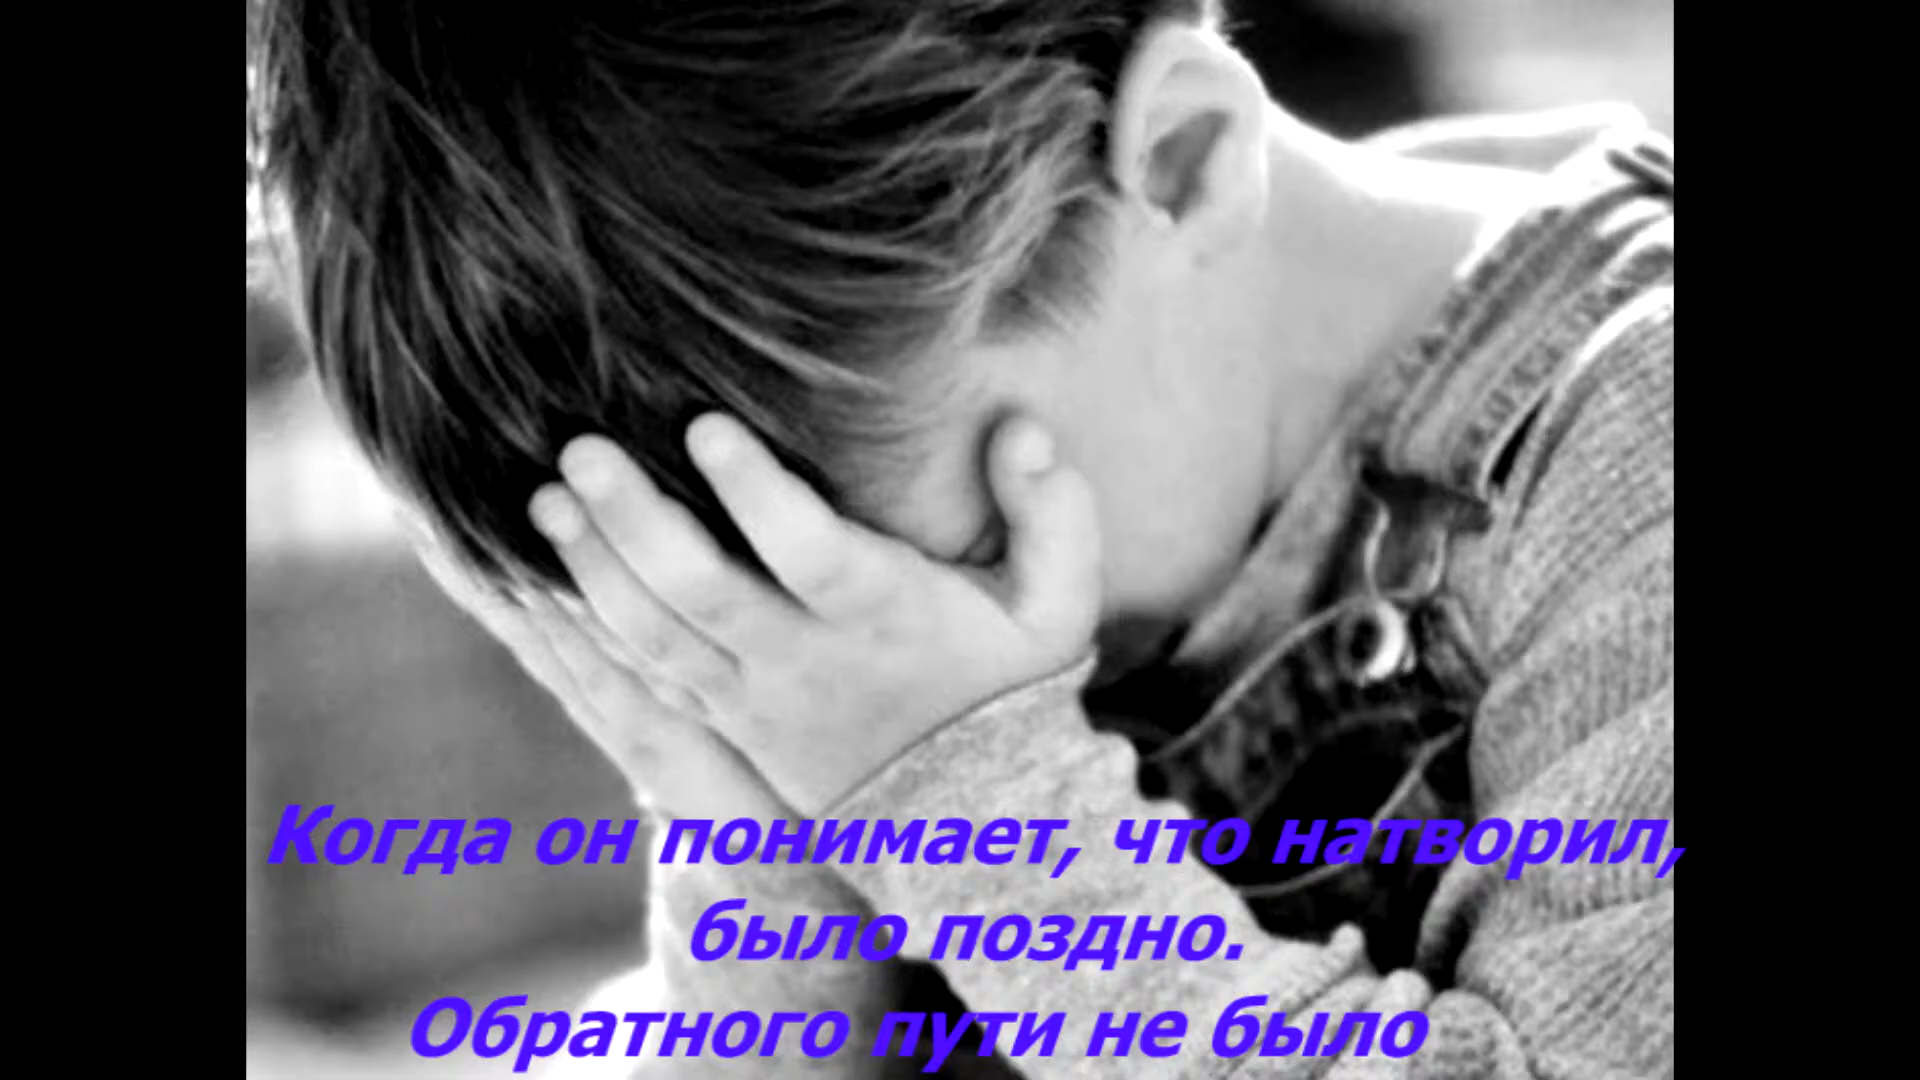 Когда он понимает, что натворил,
было поздно.
Обратного пути не было